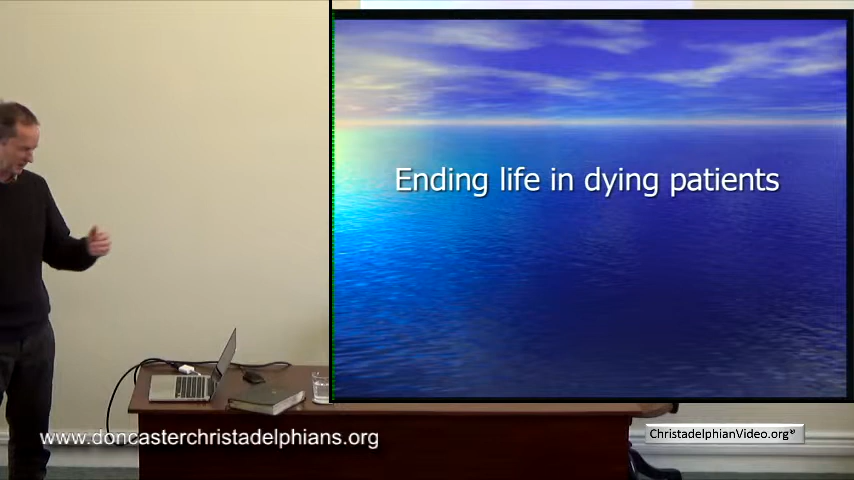 Ending life in dying patients
www.doncasterchristadelphians.org
ChristadelphianVideo.org®